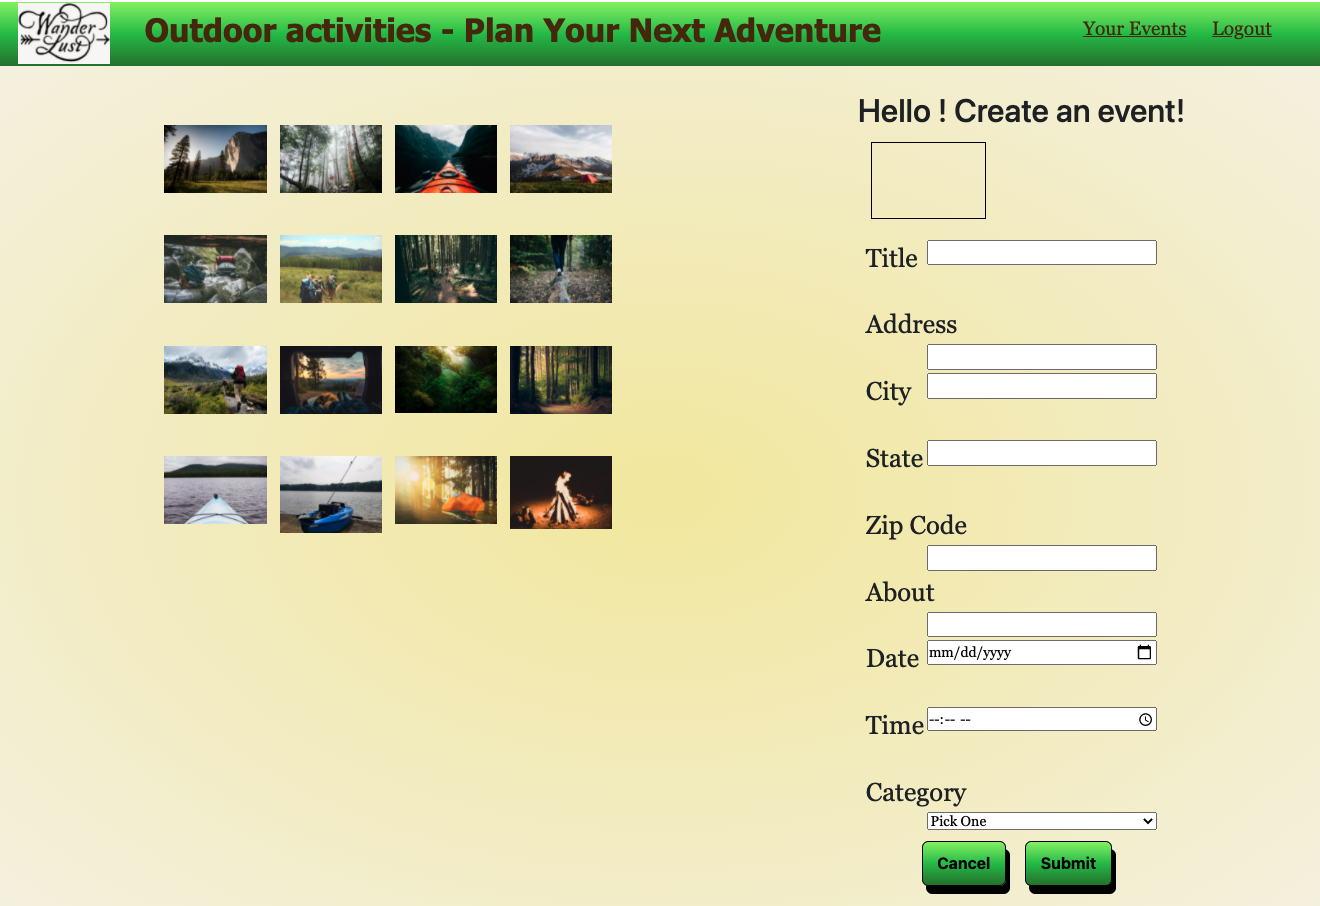 Wander
Lust
Outdoor activities - Plan Your Next Adventure
Your Events
Logout
Hello ! Create an event!
Title
Address
City
State
Zip Code
About
Date mm/dd/yyyy
Time --:-- --
Category
Pick One
Cancel
Submit